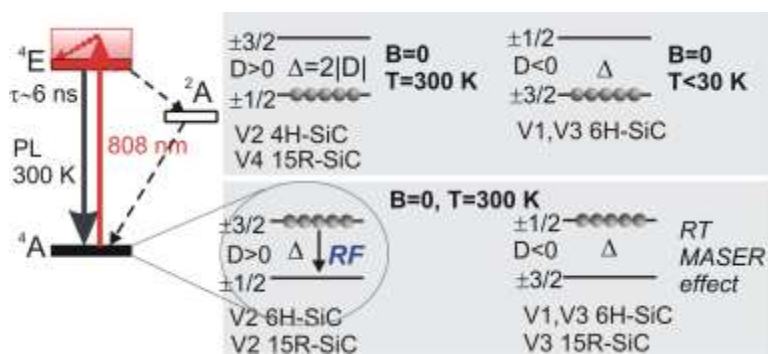 ⁴E
τ~6 ns
²A
PL
300 K
808 nm
⁴A
±3/2
D>0 Δ=2|D|
±1/2
B=0
T=300 K
V2 4H-SiC
V4 15R-SiC
±1/2
D<0 Δ
±3/2
B=0
T<30 K
V1,V3 6H-SiC
B=0, T=300 K
±3/2
D>0 Δ RF
±1/2
V2 6H-SiC
V2 15R-SiC
±1/2
D<0 Δ
±3/2
RT
MASER
effect
V1,V3 6H-SiC
V3 15R-SiC